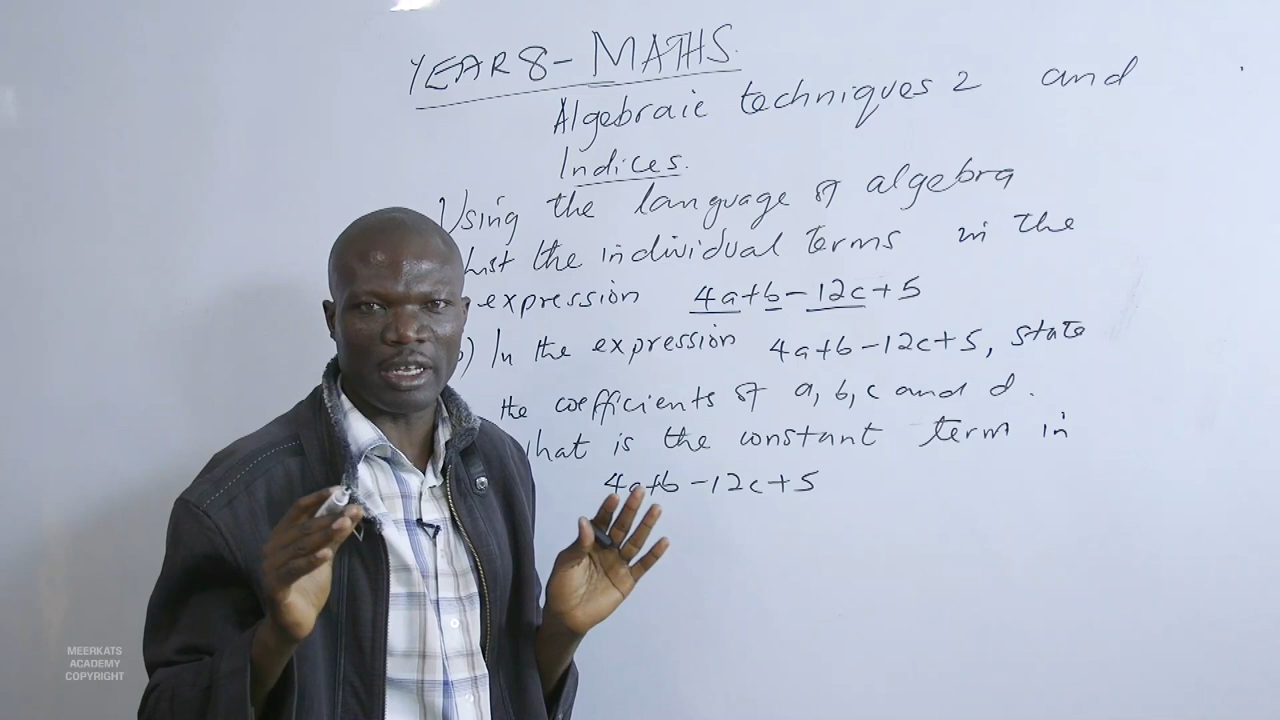 YEAR 8 - MATHS.
Algebraic techniques 2 and
Indices.
Using the language of algebra
List the individual terms in the
expression 4a+b-12c+5
b) In the expression 4a+b-12c+5, state
the coefficients of a, b, c and d.
What is the constant term in
4a+b-12c+5
MEERKATS
ACADEMY
COPYRIGHT